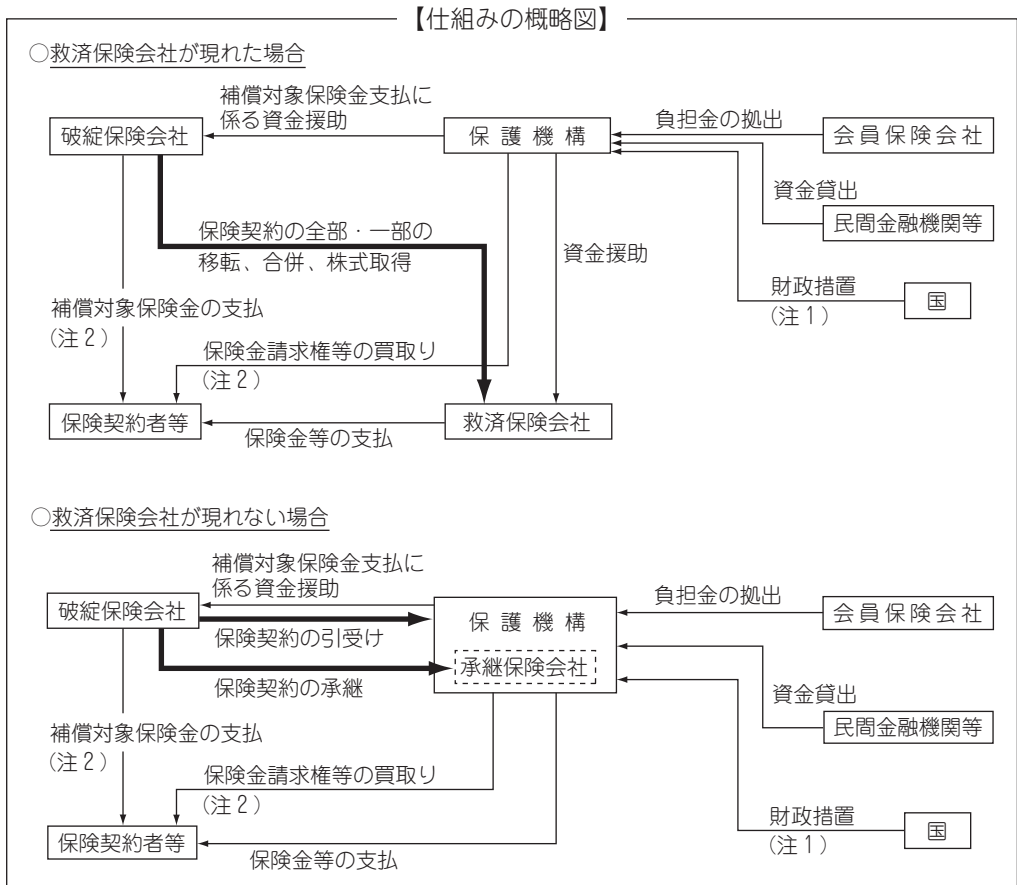 【仕組みの概略図】
○救済保険会社が現れた場合
補償対象保険金支払に
係る資金援助
破綻保険会社
保護機構
負担金の拠出
会員保険会社
資金貸出
民間金融機関等
保険契約の全部・一部の
移転、合併、株式取得
資金援助
財政措置
(注1)
国
補償対象保険金の支払
(注2)
保険金請求権等の買取り
(注2)
保険契約者等
保険金等の支払
救済保険会社
○救済保険会社が現れない場合
補償対象保険金支払に
係る資金援助
破綻保険会社
保険契約の引受け
保護機構
承継保険会社
負担金の拠出
会員保険会社
保険契約の承継
資金貸出
民間金融機関等
補償対象保険金の支払
(注2)
保険金請求権等の買取り
(注2)
財政措置
(注1)
国
保険契約者等
保険金等の支払